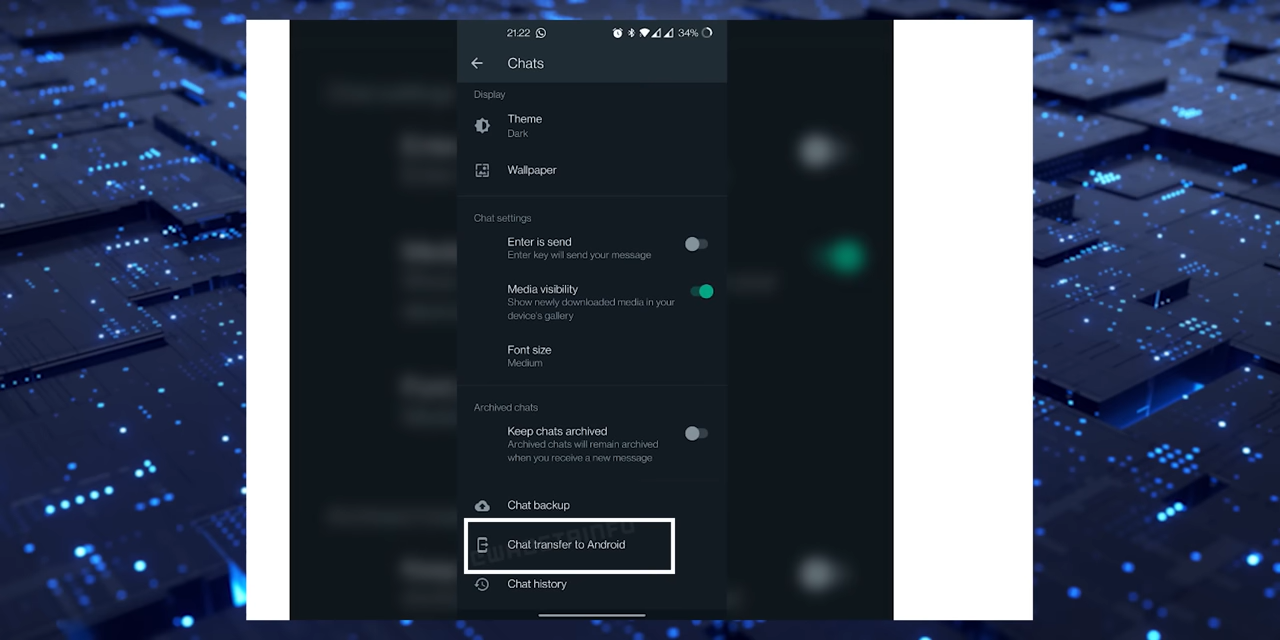 21:22
34%
Chats
Display
Theme
Dark
Wallpaper
Chat settings
Enter is send
Enter key will send your message
Media visibility
Show newly downloaded media in your
device's gallery
Font size
Medium
Archived chats
Keep chats archived
Archived chats will remain archived
when you receive a new message
Chat backup
Chat transfer to Android
Chat history